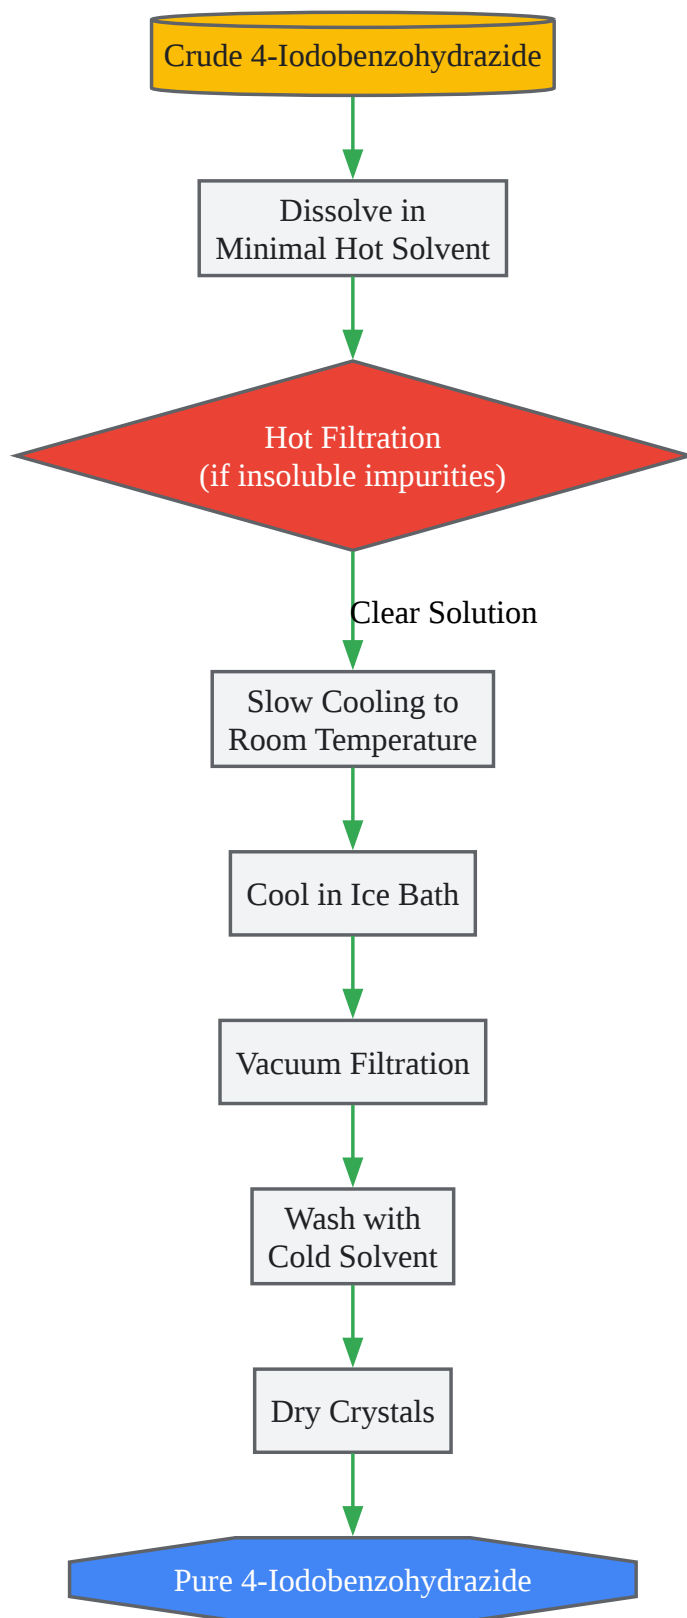 Crude 4-Iodobenzohydrazide
Dissolve in
Minimal Hot Solvent
Hot Filtration
(if insoluble impurities)
Clear Solution
Slow Cooling to
Room Temperature
Cool in Ice Bath
Vacuum Filtration
Wash with
Cold Solvent
Dry Crystals
Pure 4-Iodobenzohydrazide